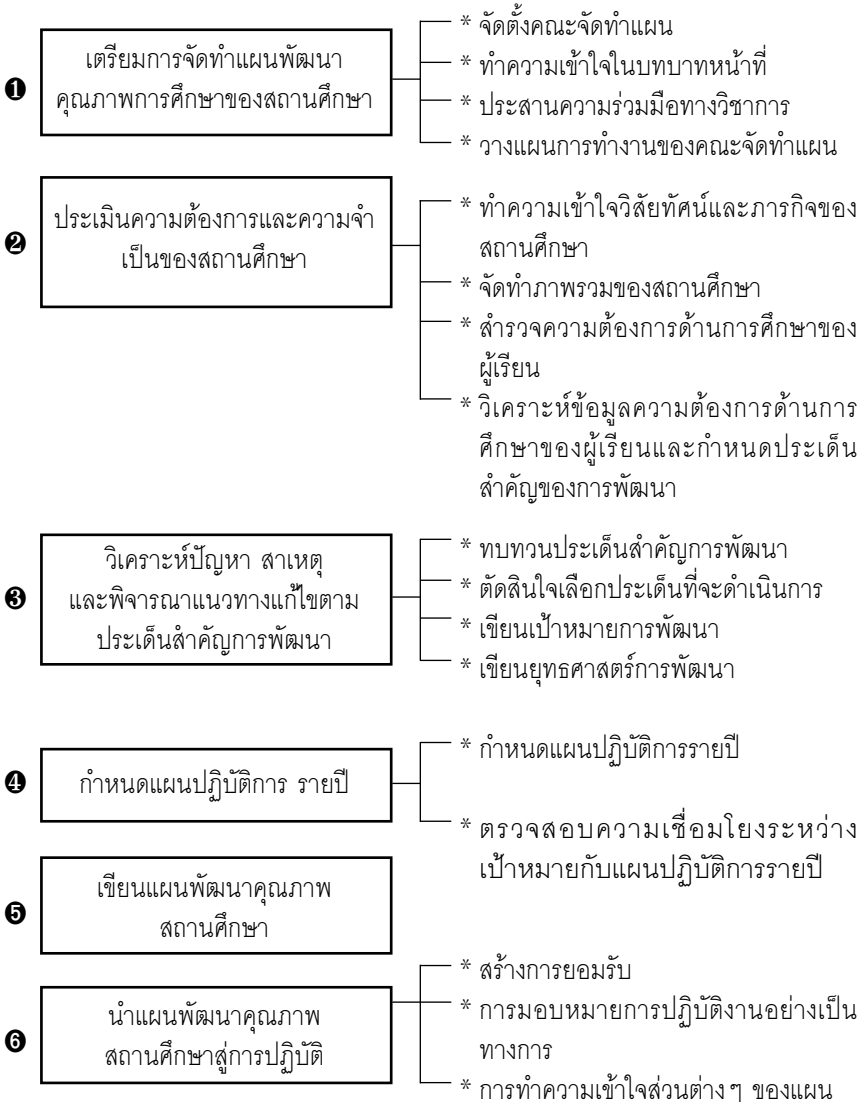 ❶
เตรียมการจัดทำแผนพัฒนา
คุณภาพการศึกษาของสถานศึกษา
* จัดตั้งคณะจัดทำแผน
* ทำความเข้าใจในบทบาทหน้าที่
* ประสานความร่วมมือทางวิชาการ
* วางแผนการทำงานของคณะจัดทำแผน
❷
ประเมินความต้องการและความจำ
เป็นของสถานศึกษา
* ทำความเข้าใจวิสัยทัศน์และภารกิจของ
สถานศึกษา
* จัดทำภาพรวมของสถานศึกษา
* สำรวจความต้องการด้านการศึกษาของ
ผู้เรียน
* วิเคราะห์ข้อมูลความต้องการด้านการ
ศึกษาของผู้เรียนและกำหนดประเด็น
สำคัญของการพัฒนา
❸
วิเคราะห์ปัญหา สาเหตุ
และพิจารณาแนวทางแก้ไขตาม
ประเด็นสำคัญการพัฒนา
* ทบทวนประเด็นสำคัญการพัฒนา
* ตัดสินใจเลือกประเด็นที่จะดำเนินการ
* เขียนเป้าหมายการพัฒนา
* เขียนยุทธศาสตร์การพัฒนา
❹
กำหนดแผนปฏิบัติการ รายปี
* กำหนดแผนปฏิบัติการรายปี
* ตรวจสอบความเชื่อมโยงระหว่าง
เป้าหมายกับแผนปฏิบัติการรายปี
❺
เขียนแผนพัฒนาคุณภาพ
สถานศึกษา
❻
นำแผนพัฒนาคุณภาพ
สถานศึกษาสู่การปฏิบัติ
* สร้างการยอมรับ
* การมอบหมายการปฏิบัติงานอย่างเป็น
ทางการ
* การทำความเข้าใจส่วนต่าง ๆ ของแผน